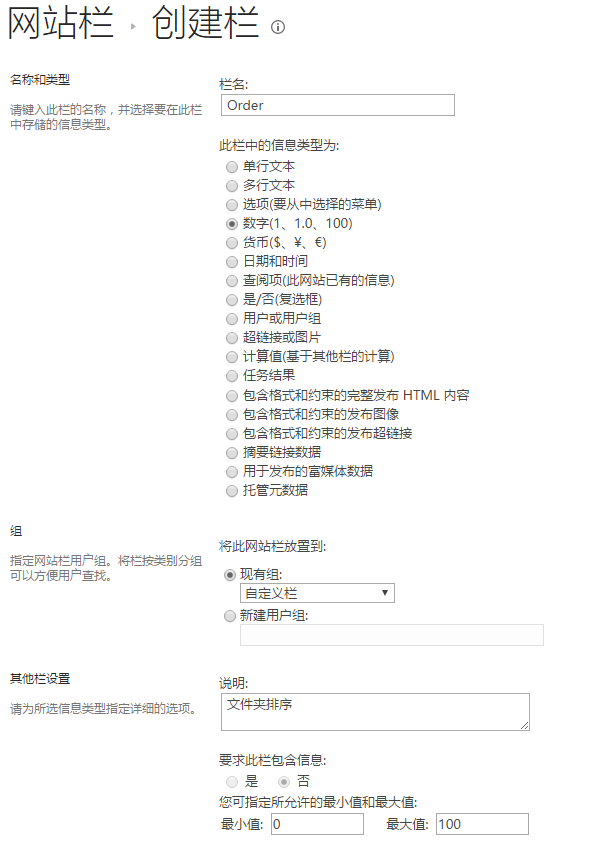 网站栏 ▸ 创建栏
名称和类型
请键入此栏的名称，并选择要在此栏
中存储的信息类型。
栏名:
Order
此栏中的信息类型为:
单行文本
多行文本
选项(要从中选择的菜单)
数字(1、1.0、100)
货币($、¥、€)
日期和时间
查阅项(此网站已有的信息)
是/否(复选框)
用户或用户组
超链接或图片
计算值(基于其他栏的计算)
任务结果
包含格式和约束的完整发布 HTML 内容
包含格式和约束的发布图像
包含格式和约束的发布超链接
摘要链接数据
用于发布的富媒体数据
托管元数据
组
指定网站栏用户组。将栏按类别分组
可以方便用户查找。
将此网站栏放置到:
现有组:
自定义栏
新建用户组:
其他栏设置
请为所选信息类型指定详细的选项。
说明:
文件夹排序
要求此栏包含信息:
是 否
您可指定所允许的最小值和最大值:
最小值: 0 最大值: 100